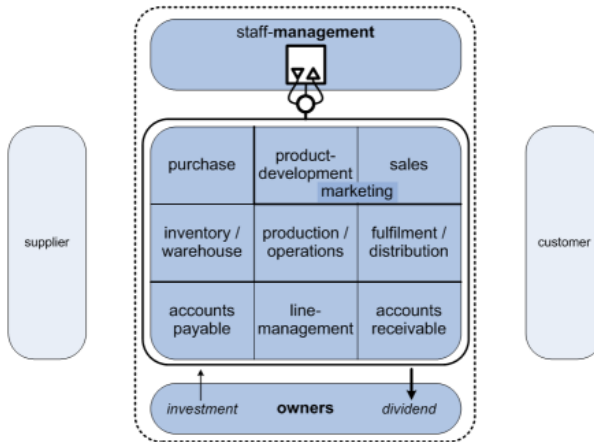 staff-management
purchase
product-
development
sales
marketing
inventory /
warehouse
production /
operations
fulfilment /
distribution
supplier
customer
accounts
payable
line-
management
accounts
receivable
investment
owners
dividend